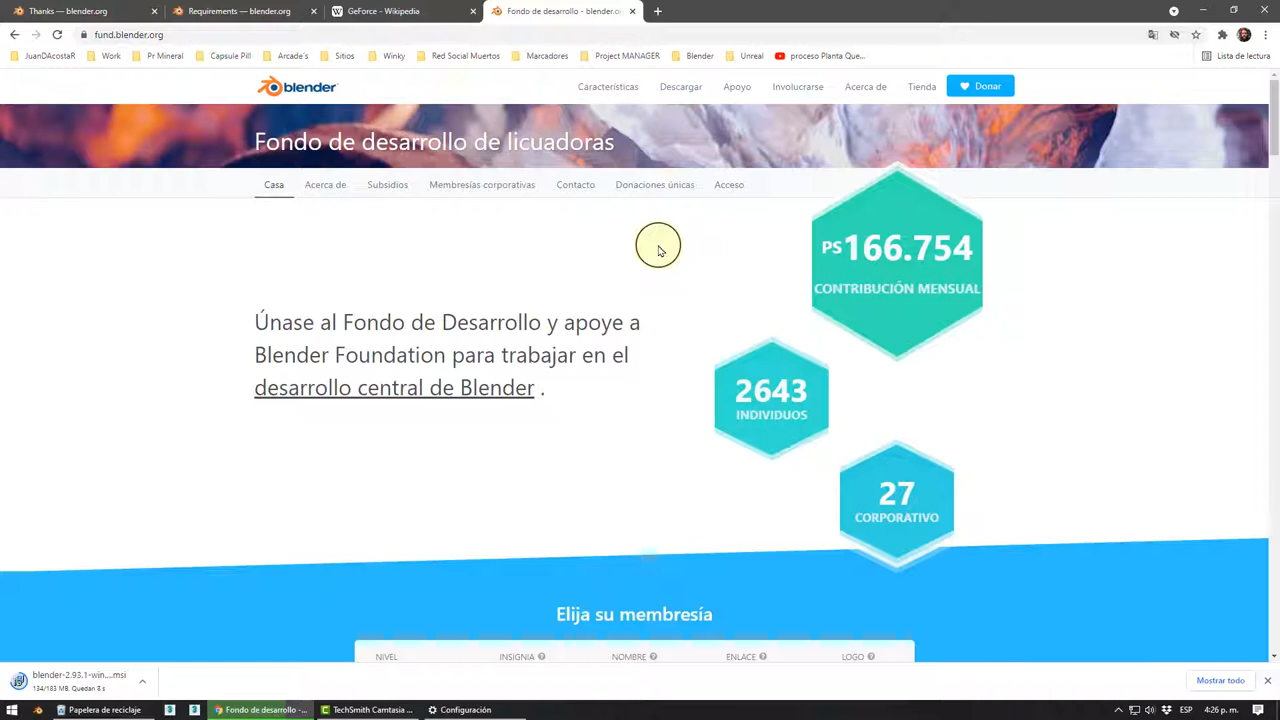 Thanks — blender.org
Requirements — blender.org
GeForce - Wikipedia
Fondo de desarrollo - blender.or
fund.blender.org
JuanDAcostaR
Work
Pr Mineral
Capsule Pill
Arcade´s
Sitios
Winky
Red Social Muertos
Marcadores
Project MANAGER
Blender
Unreal
proceso Planta Que...
Lista de lectura
blender
Características
Descargar
Apoyo
Involucrarse
Acerca de
Tienda
Donar
Fondo de desarrollo de licuadoras
Casa
Acerca de
Subsidios
Membresías corporativas
Contacto
Donaciones únicas
Acceso
PS166.754
CONTRIBUCIÓN MENSUAL
Únase al Fondo de Desarrollo y apoye a
Blender Foundation para trabajar en el
desarrollo central de Blender .
2643
INDIVIDUOS
27
CORPORATIVO
Elija su membresía
NIVEL
INSIGNIA
NOMBRE
ENLACE
LOGO
blender-2.93.1-win....msi
134/183 MB, Quedan 8 s
Mostrar todo
Papelera de reciclaje
Fondo de desarrollo -...
TechSmith Camtasia ...
Configuración
ESP
4:26 p. m.